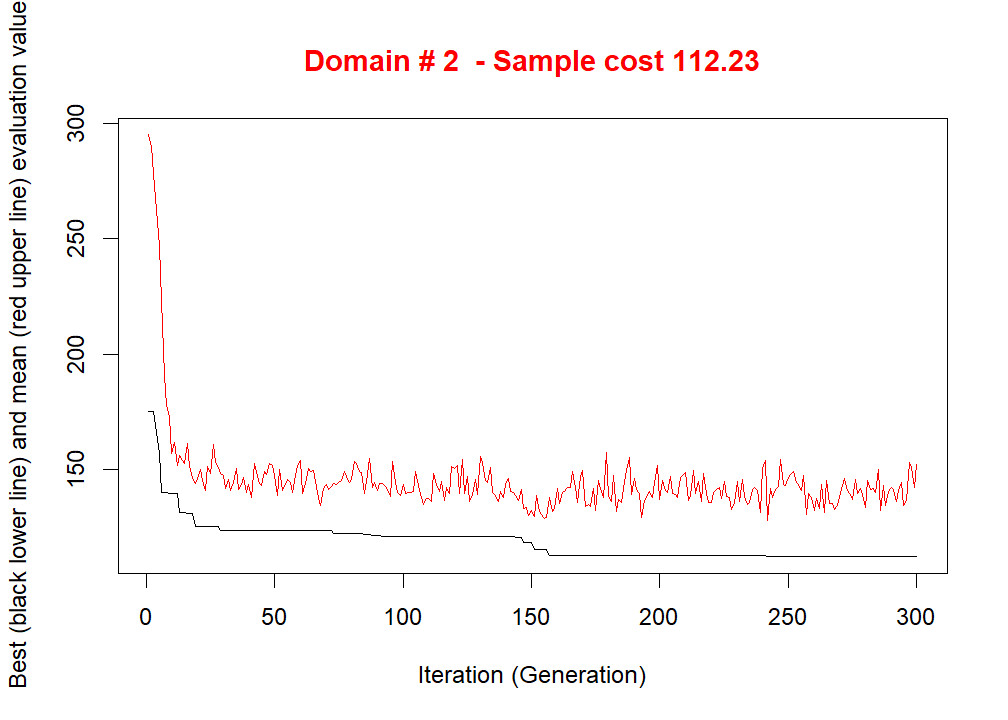 Domain # 2  - Sample cost 112.23
Best (black lower line) and mean (red upper line) evaluation value
300
250
200
150
0 50 100 150 200 250 300
Iteration (Generation)